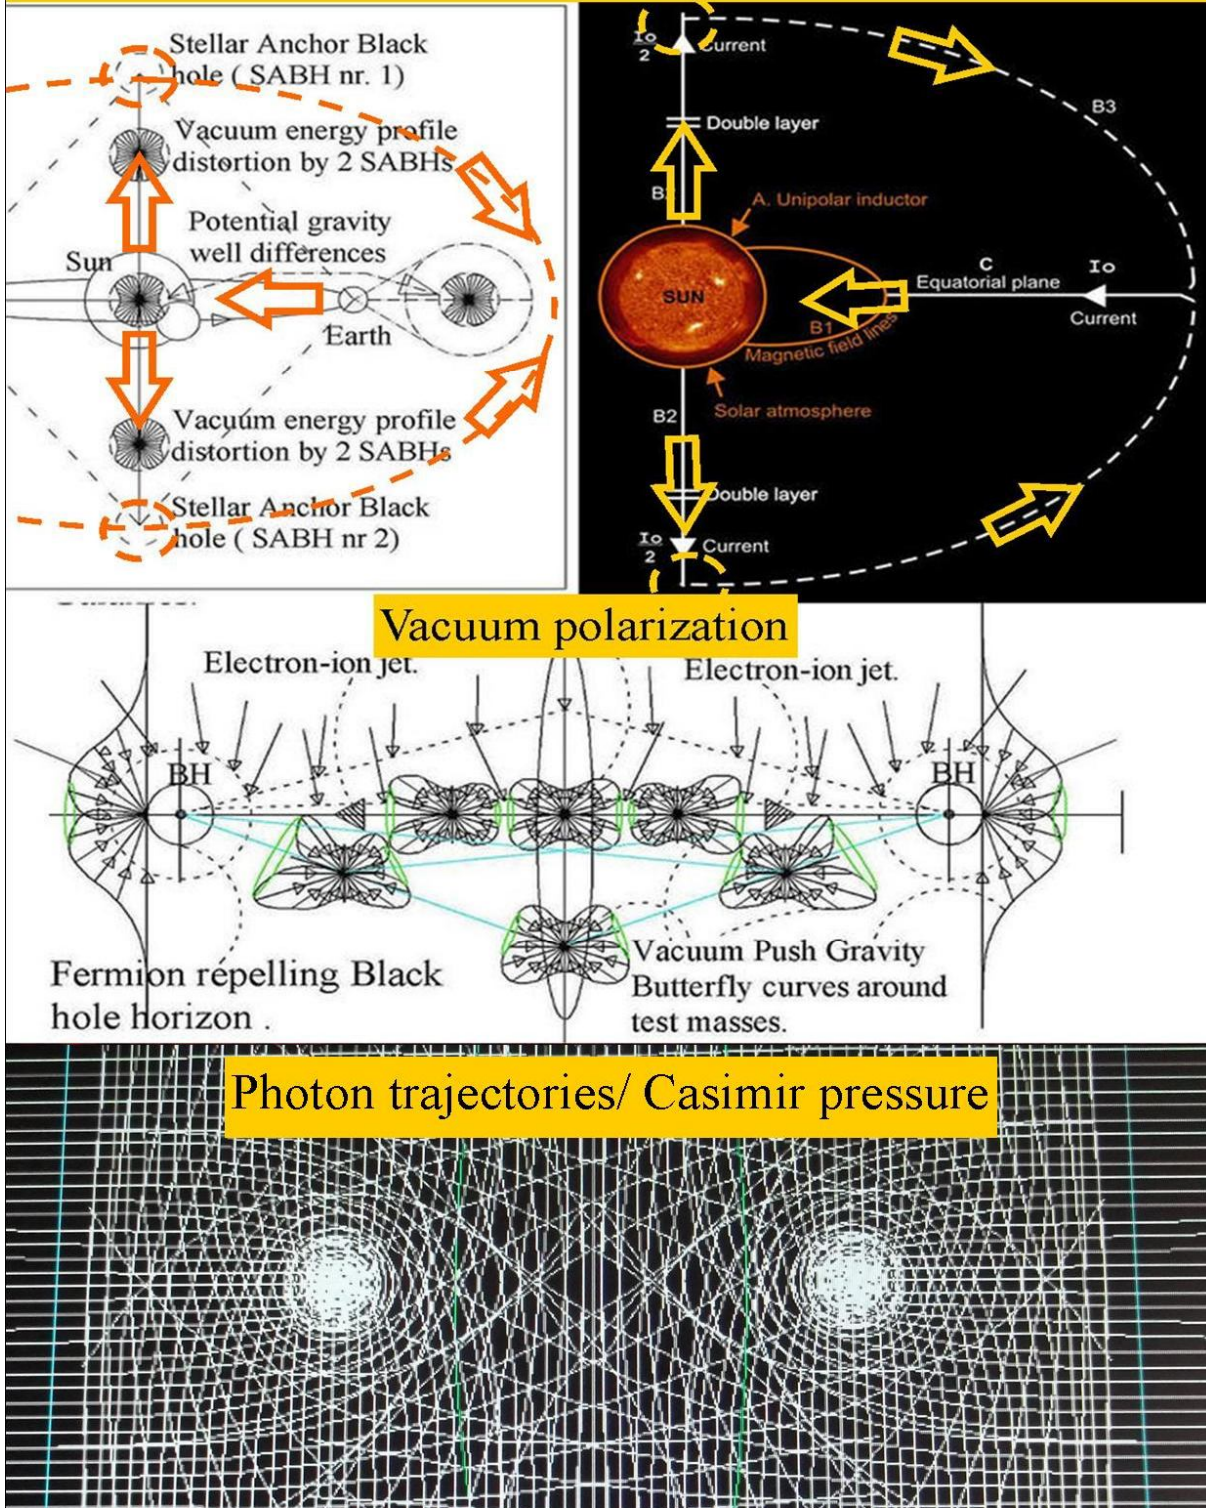 Stellar Anchor Black
hole ( SABH nr. 1)
Vacuum energy profile
distortion by 2 SABHs
Potential gravity
well differences
Sun
Earth
Vacuum energy profile
distortion by 2 SABHs
Stellar Anchor Black
hole ( SABH nr 2)
Io
2
Current
B3
Double layer
A. Unipolar inductor
C
Io
Equatorial plane
SUN
Current
B1
Magnetic field lines
Solar atmosphere
B2
Double layer
Io
2
Current
Vacuum polarization
Electron-ion jet.
Electron-ion jet.
BH
BH
Fermion repelling Black
hole horizon .
Vacuum Push Gravity
Butterfly curves around
test masses.
Photon trajectories/ Casimir pressure